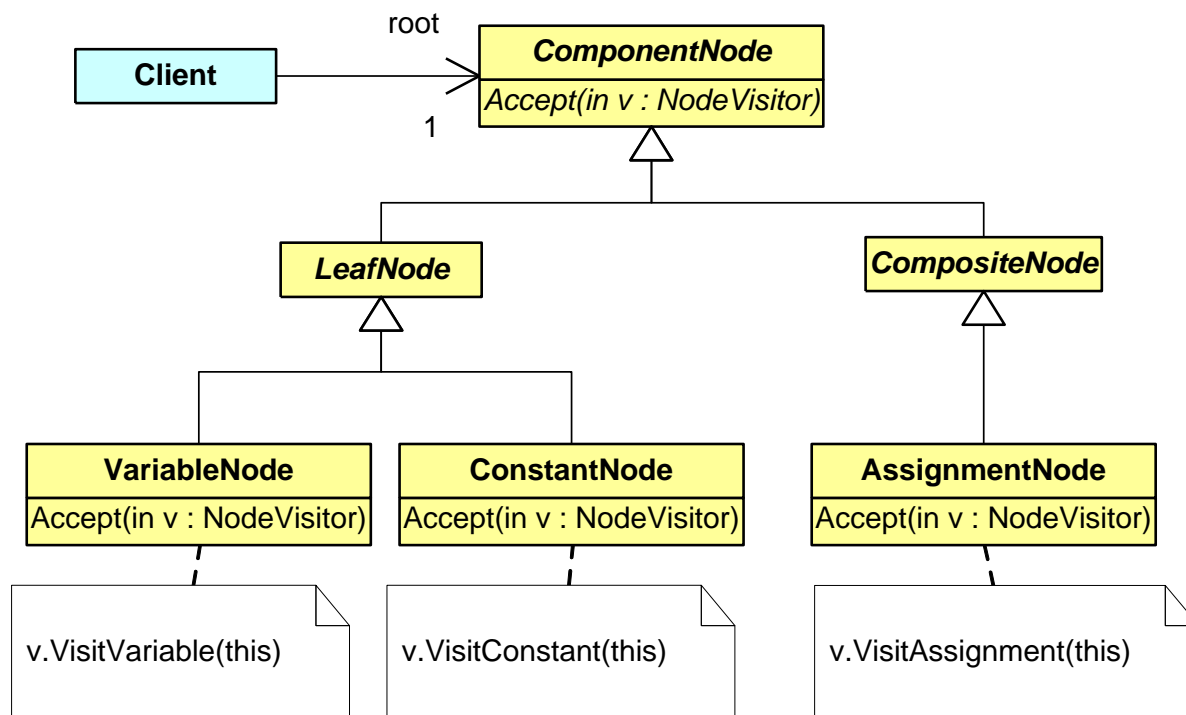 root
ComponentNode
Client
Accept(in v : NodeVisitor)
1
LeafNode
CompositeNode
VariableNode
ConstantNode
AssignmentNode
Accept(in v : NodeVisitor)
Accept(in v : NodeVisitor)
Accept(in v : NodeVisitor)
v.VisitVariable(this)
v.VisitConstant(this)
v.VisitAssignment(this)